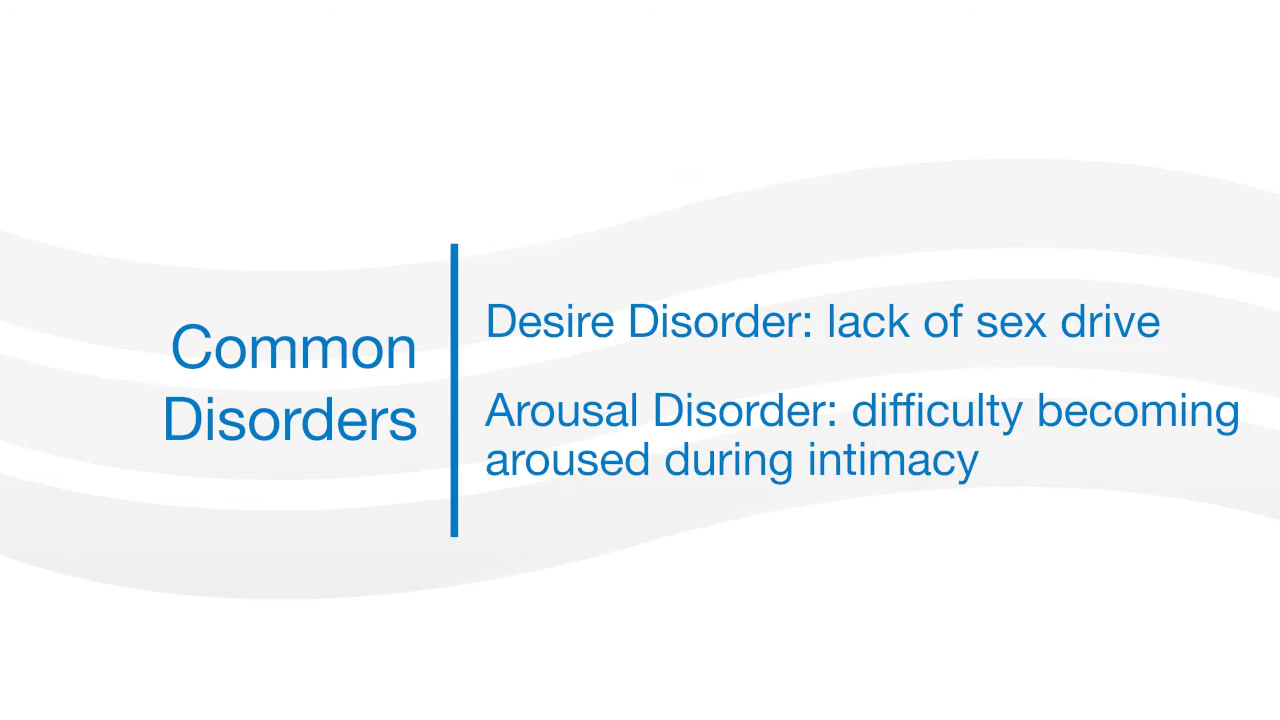 Common
Disorders
Desire Disorder: lack of sex drive
Arousal Disorder: difficulty becoming
aroused during intimacy